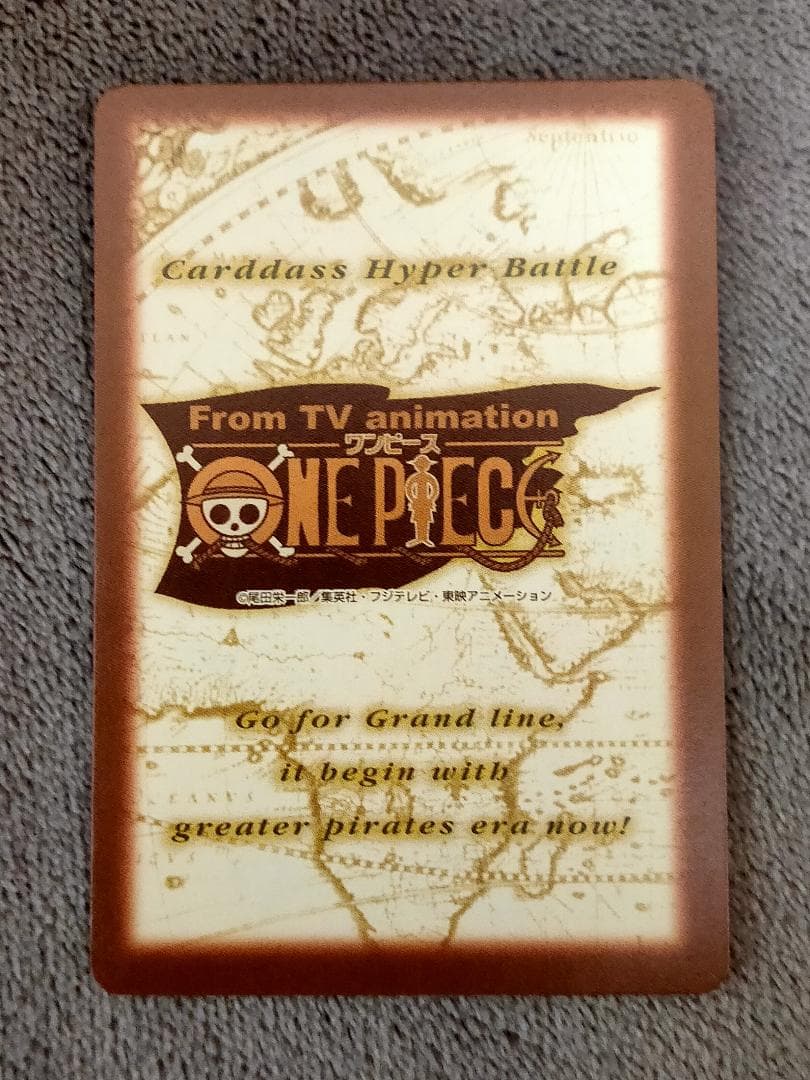 Septentrio
Carddass Hyper Battle
From TV animation
ワンピース
ONE PIECE
©尾田栄一郎/集英社・フジテレビ・東映アニメーション
Go for Grand line,
it begin with
greater pirates era now!